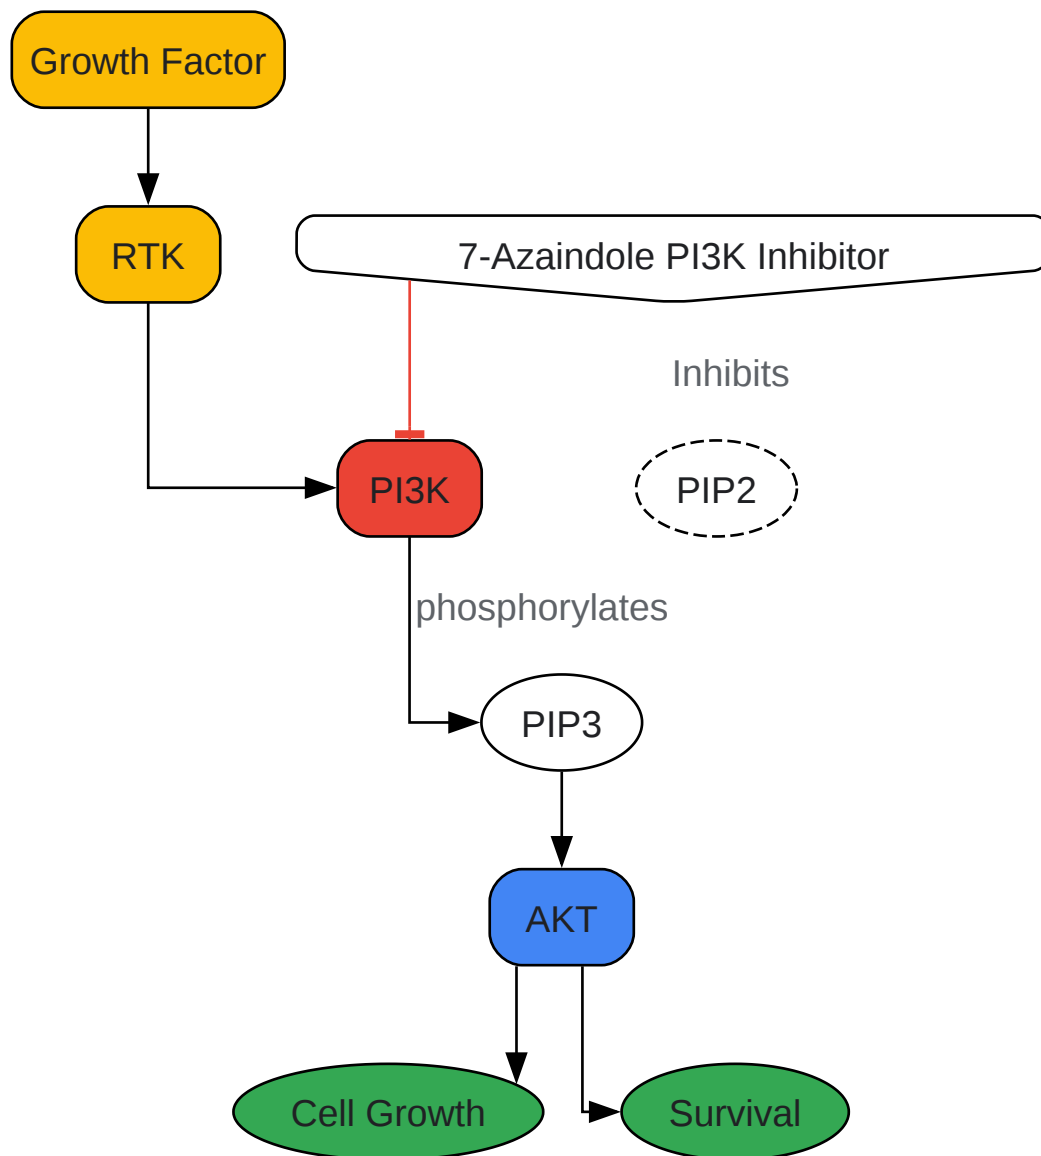 Growth Factor
RTK
7-Azaindole PI3K Inhibitor
Inhibits
PI3K
PIP2
phosphorylates
PIP3
AKT
Cell Growth
Survival